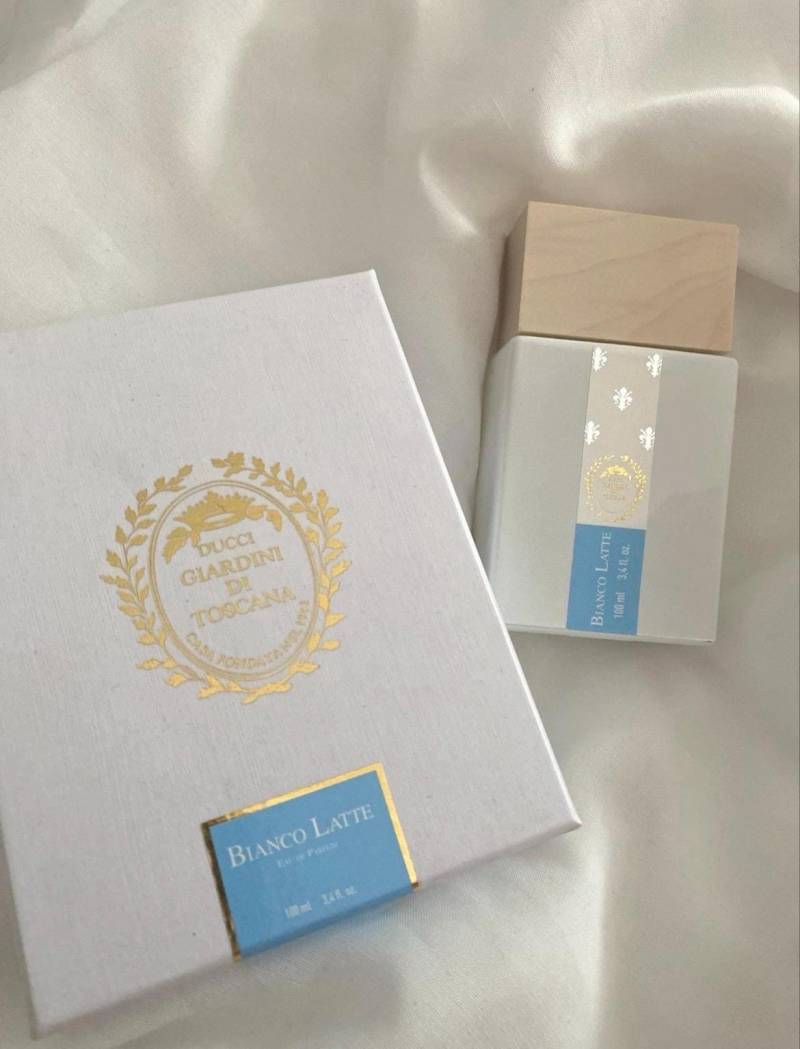 DUCCI
GIARDINI
DI
TOSCANA
CASA FONDATA NEL
BIANCO LATTE
EAU DE PARFUM
100 ml 3,4 fl. oz.
BIANCO LATTE
100 ml 3,4 fl. oz.